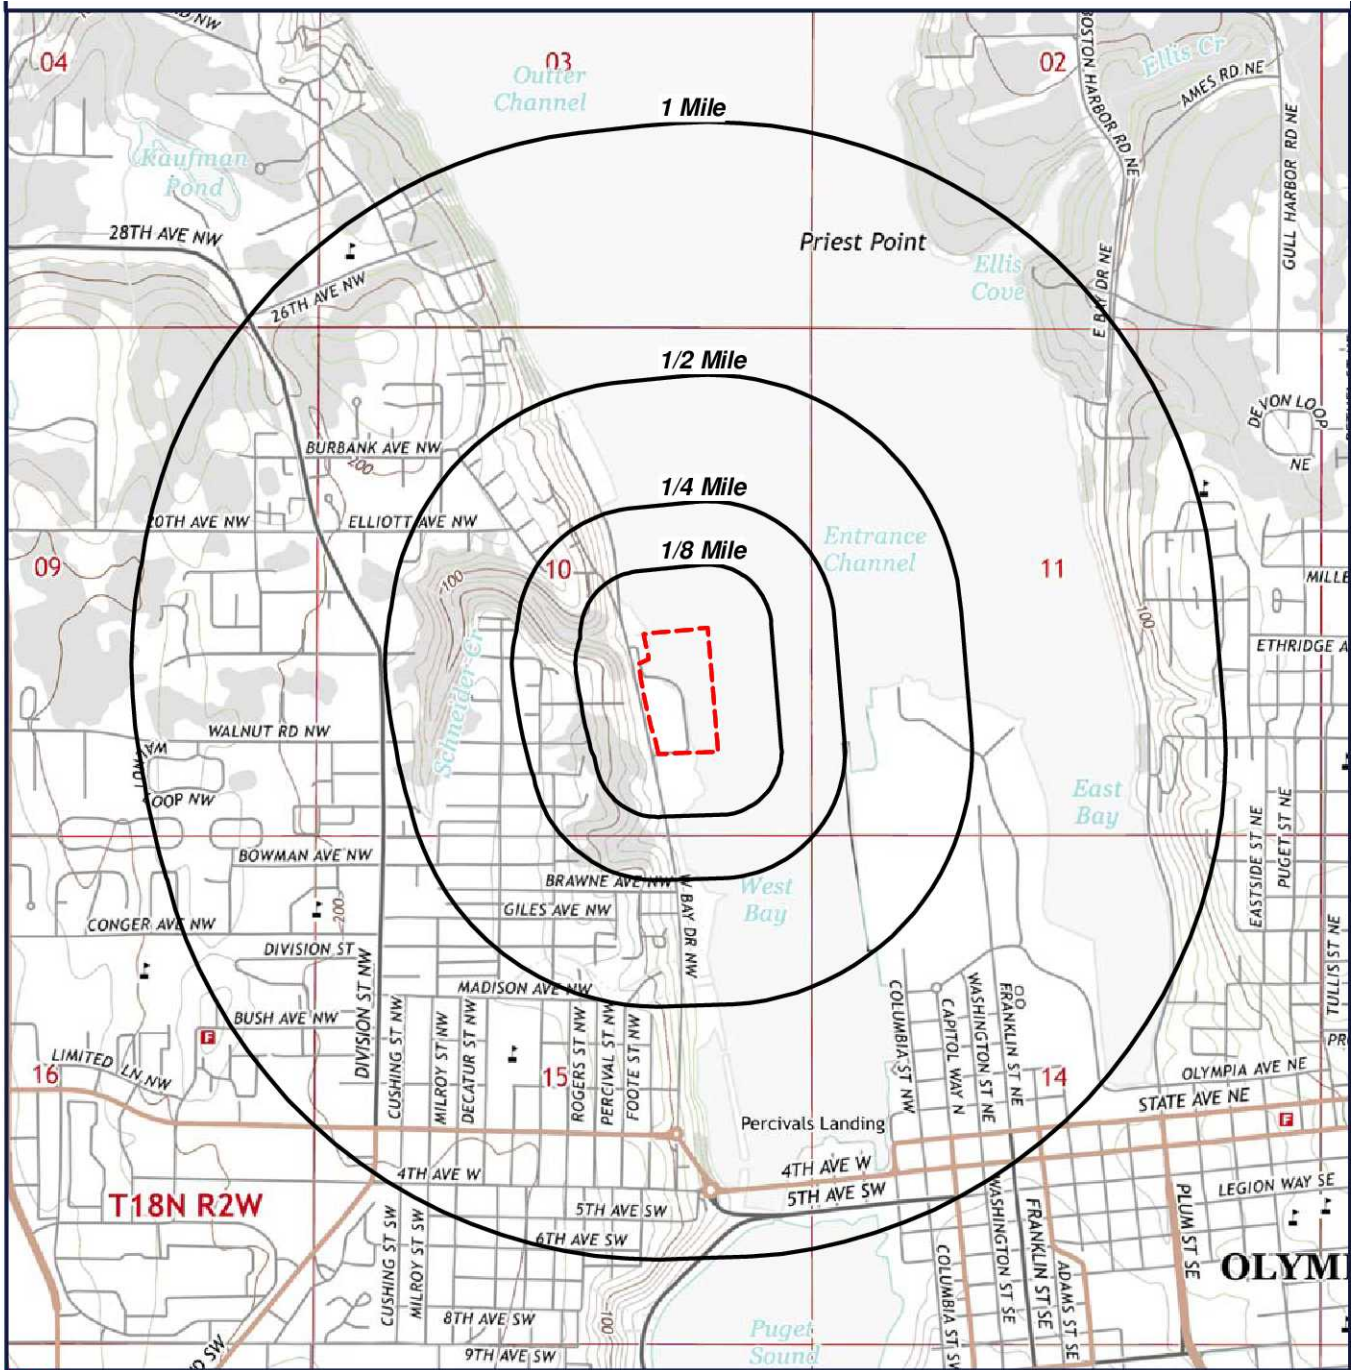 04
03
02
Outter
Channel
BOSTON HARBOR RD NE
Ellis Cr
AMES RD NE
GULL HARBOR RD NE
1 Mile
Kaufman
Pond
28TH AVE NW
26TH AVE NW
Priest Point
Ellis
Cove
E BAY DR NE
1/2 Mile
DEVON LOOP
NE
BURBANK AVE NW
200
1/4 Mile
20TH AVE NW
ELLIOTT AVE NW
1/8 Mile
Entrance
Channel
09
10
11
100
MILLE
100
ETHRIDGE A
Schneider Cr
WALNUT RD NW
WALNUT
LOOP NW
East
Bay
EASTSIDE ST NE
PUGET ST NE
BOWMAN AVE NW
BRAWNE AVE NW
West
Bay
GILES AVE NW
200
CONGER AVE NW
W BAY DR NW
DIVISION ST
TULLIS ST NE
MADISON AVE NW
DIVISION ST NW
BUSH AVE NW
F
LIMITED LN NW
16
CUSHING ST NW
MILROY ST NW
DECATUR ST NW
15
ROGERS ST NW
PERCIVAL ST NW
FOOTE ST NW
COLUMBIA ST NW
CAPITOL WAY N
WASHINGTON ST NE
FRANKLIN ST NE
14
PR
OLYMPIA AVE NE
STATE AVE NE
F
Percivals Landing
4TH AVE W
4TH AVE W
5TH AVE SW
LEGION WAY SE
T18N R2W
5TH AVE SW
6TH AVE SW
CUSHING ST SW
MILROY ST SW
WASHINGTON ST SE
FRANKLIN ST SE
ADAMS ST SE
PLUM ST SE
COLUMBIA ST SW
OLYM
8TH AVE SW
100
Puget
Sound
9TH AVE SW
D SW